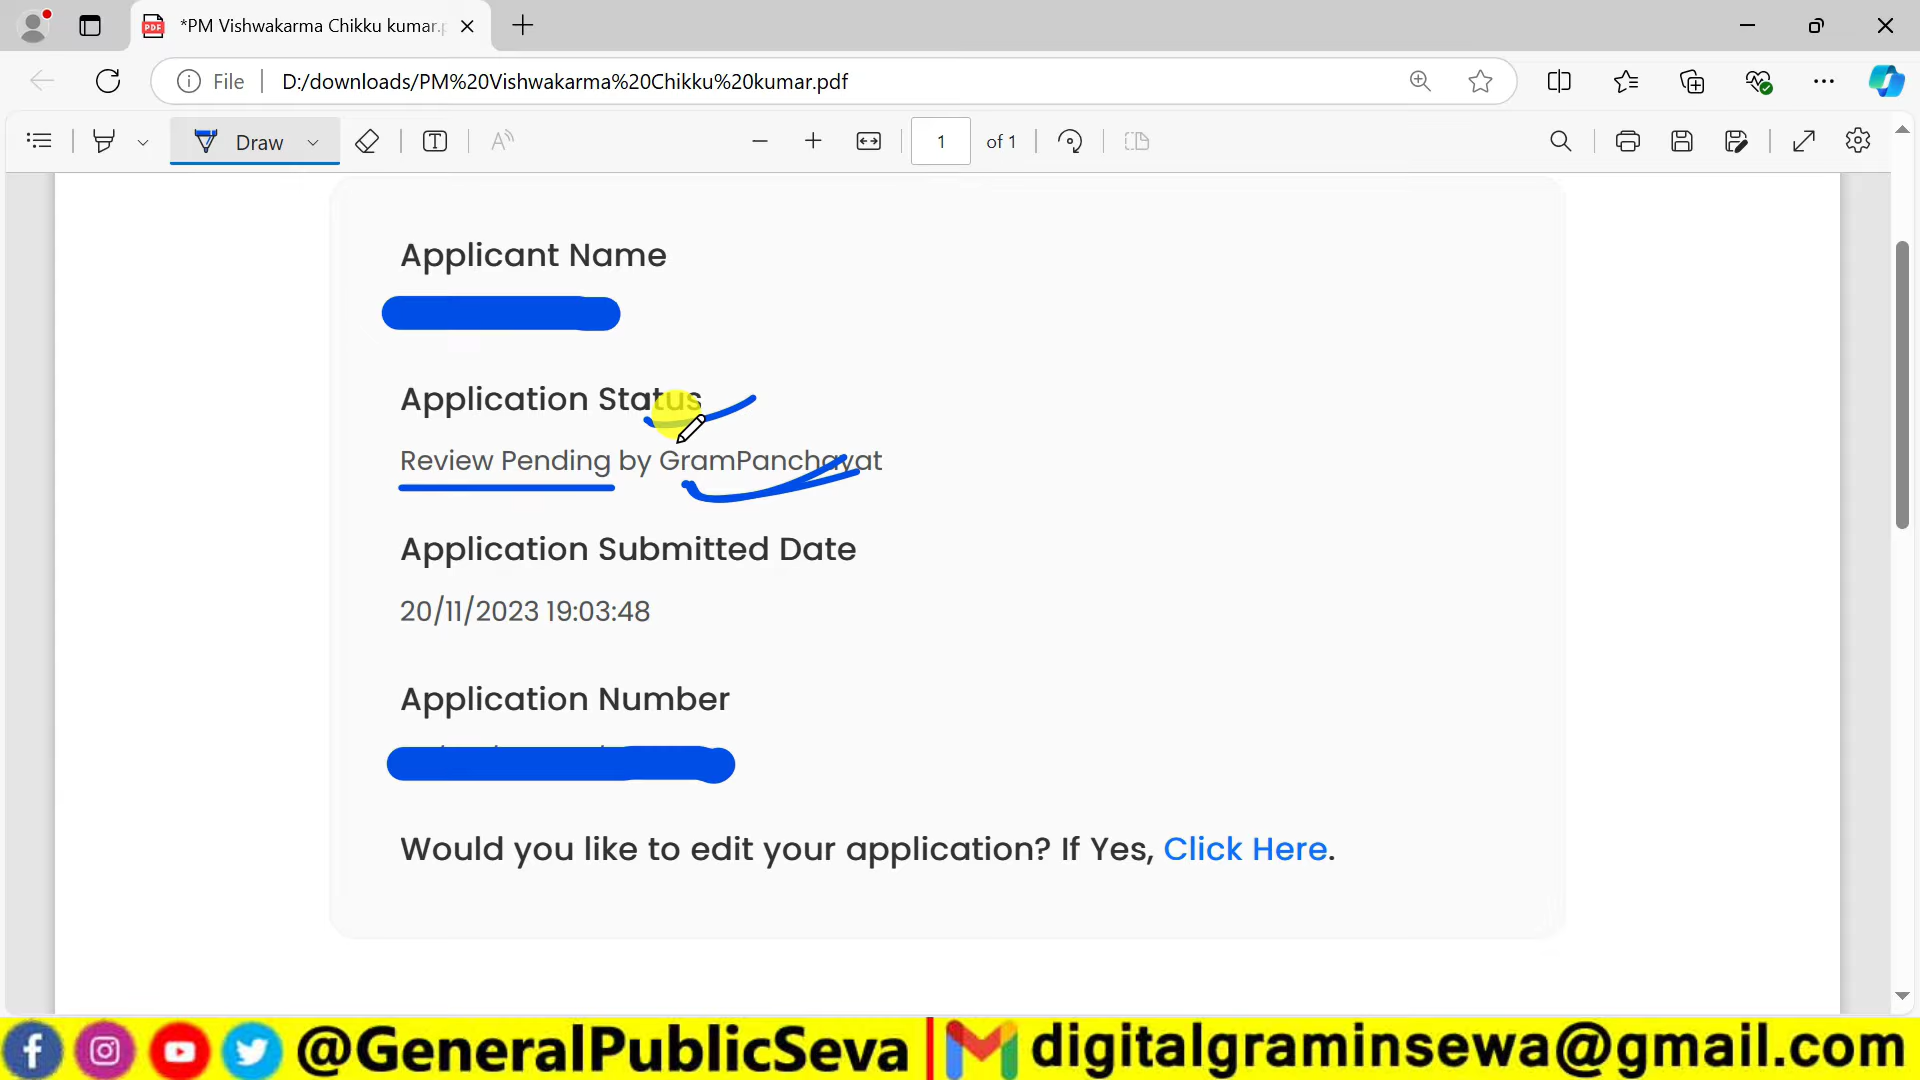 *PM Vishwakarma Chikku kumar.p
File D:/downloads/PM%20Vishwakarma%20Chikku%20kumar.pdf
Draw 1 of 1
Applicant Name
Application Status
Review Pending by GramPanchayat
Application Submitted Date
20/11/2023 19:03:48
Application Number
Would you like to edit your application? If Yes, Click Here.
@GeneralPublicSeva digitalgraminsewa@gmail.com